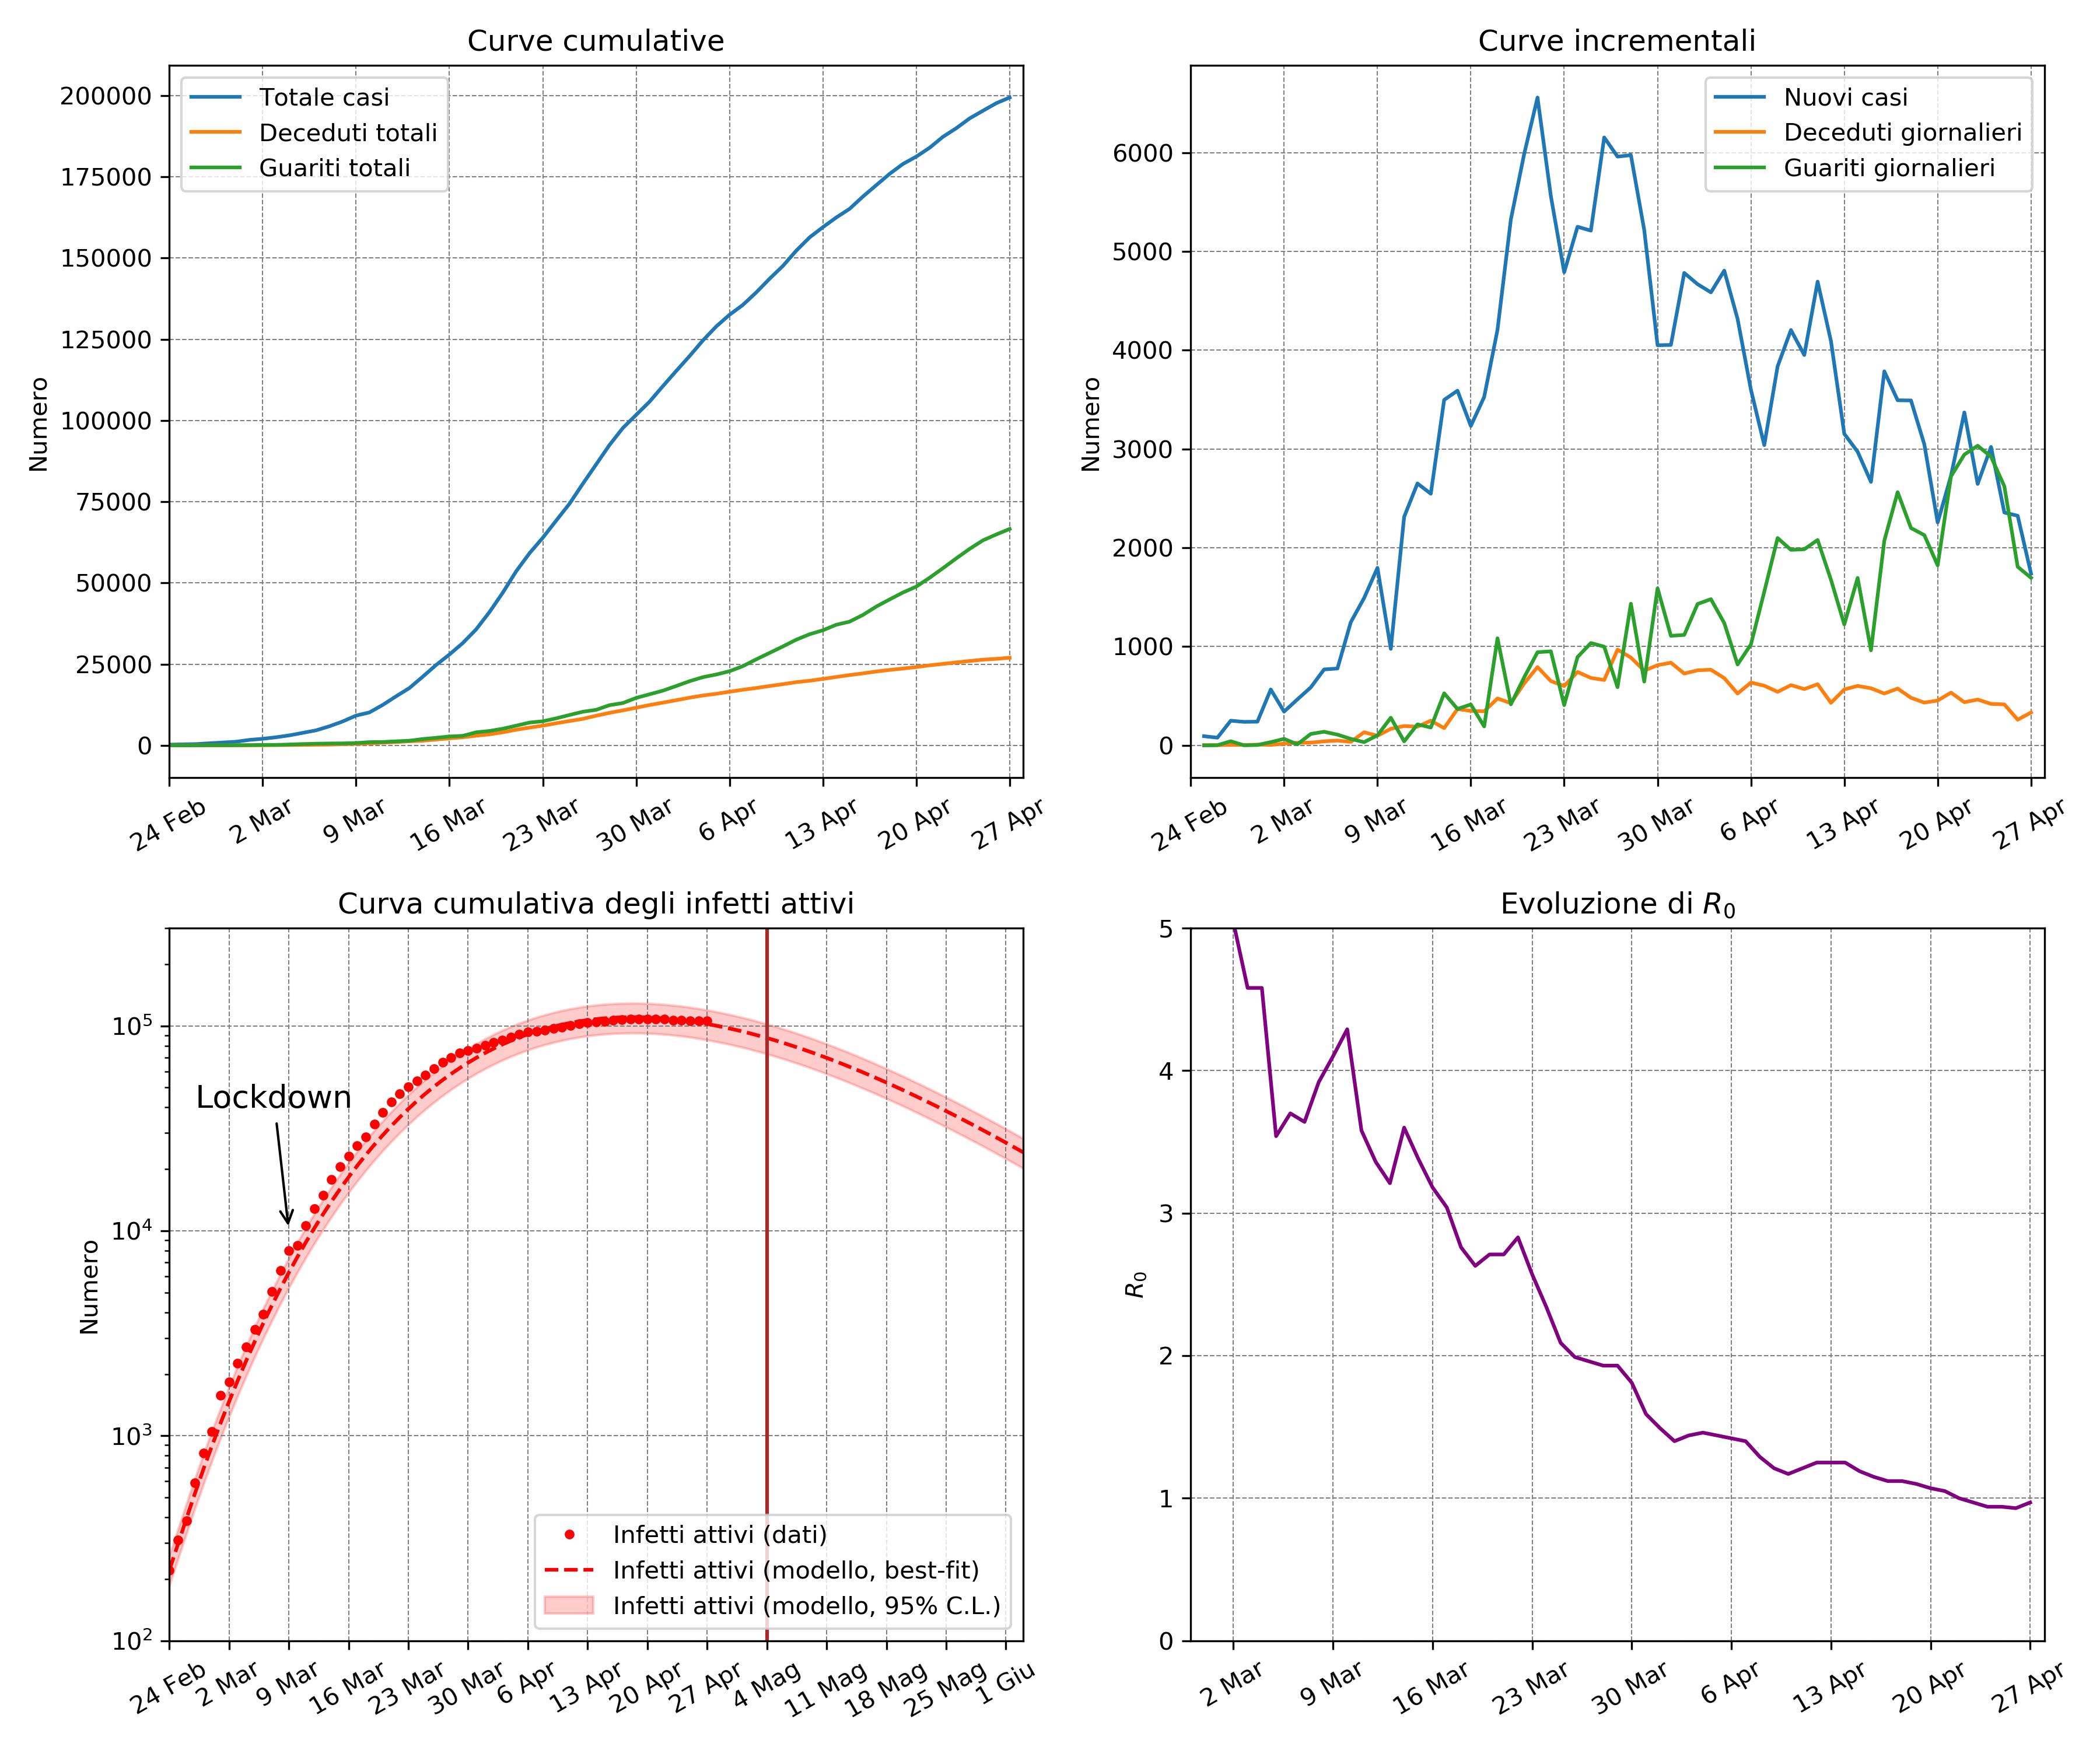 Curve cumulative
Numero
200000
175000
150000
125000
100000
75000
50000
25000
0
Totale casi
Deceduti totali
Guariti totali
24 Feb
2 Mar
9 Mar
16 Mar
23 Mar
30 Mar
6 Apr
13 Apr
20 Apr
27 Apr
Curve incrementali
Numero
6000
5000
4000
3000
2000
1000
0
Nuovi casi
Deceduti giornalieri
Guariti giornalieri
24 Feb
2 Mar
9 Mar
16 Mar
23 Mar
30 Mar
6 Apr
13 Apr
20 Apr
27 Apr
Curva cumulativa degli infetti attivi
Numero
10⁵
10⁴
10³
10²
Lockdown
Infetti attivi (dati)
Infetti attivi (modello, best-fit)
Infetti attivi (modello, 95% C.L.)
24 Feb
2 Mar
9 Mar
16 Mar
23 Mar
30 Mar
6 Apr
13 Apr
20 Apr
27 Apr
4 Mag
11 Mag
18 Mag
25 Mag
1 Giu
Evoluzione di R₀
R₀
5
4
3
2
1
0
2 Mar
9 Mar
16 Mar
23 Mar
30 Mar
6 Apr
13 Apr
20 Apr
27 Apr